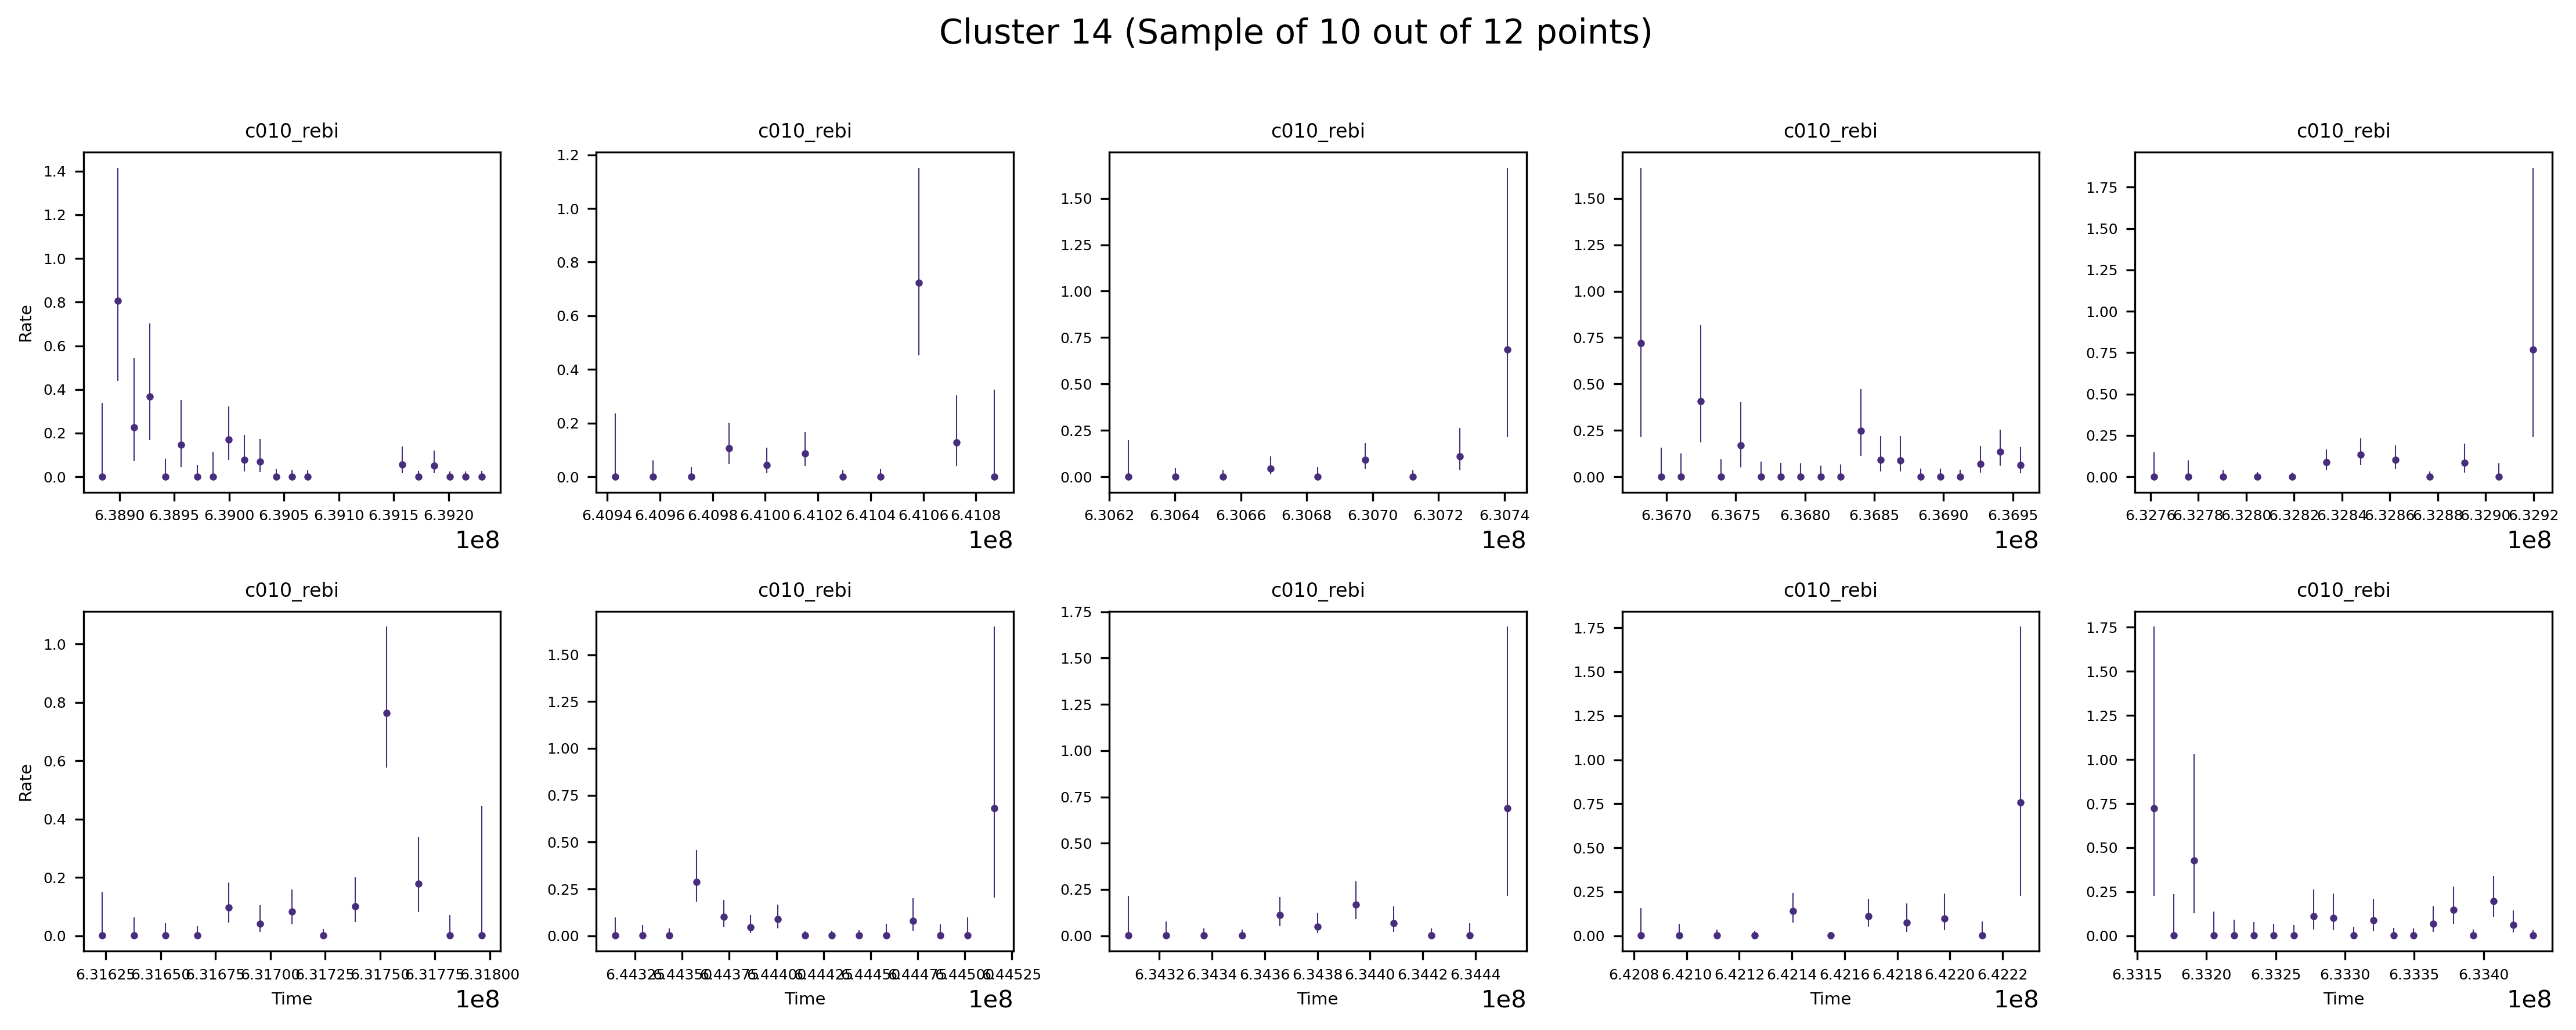 Cluster 14 (Sample of 10 out of 12 points)
c010_rebi c010_rebi c010_rebi c010_rebi c010_rebi
Rate
1.4
1.2
1.0
0.8
0.6
0.4
0.2
0.0
6.3890 6.3895 6.3900 6.3905 6.3910 6.3915 6.3920
1e8
1.2
1.0
0.8
0.6
0.4
0.2
0.0
6.4094 6.4096 6.4098 6.4100 6.4102 6.4104 6.4106 6.4108
1e8
1.50
1.25
1.00
0.75
0.50
0.25
0.00
6.3062 6.3064 6.3066 6.3068 6.3070 6.3072 6.3074
1e8
1.50
1.25
1.00
0.75
0.50
0.25
0.00
6.3670 6.3675 6.3680 6.3685 6.3690 6.3695
1e8
1.75
1.50
1.25
1.00
0.75
0.50
0.25
0.00
6.3276 6.3278 6.3280 6.3282 6.3284 6.3286 6.3288 6.3290 6.3292
1e8
c010_rebi c010_rebi c010_rebi c010_rebi c010_rebi
Rate
1.0
0.8
0.6
0.4
0.2
0.0
6.31625 6.31650 6.31675 6.31700 6.31725 6.31750 6.31775 6.31800
Time
1e8
1.50
1.25
1.00
0.75
0.50
0.25
0.00
6.44325 6.44350 6.44375 6.44400 6.44425 6.44450 6.44475 6.44500 6.44525
Time
1e8
1.75
1.50
1.25
1.00
0.75
0.50
0.25
0.00
6.3432 6.3434 6.3436 6.3438 6.3440 6.3442 6.3444
Time
1e8
1.75
1.50
1.25
1.00
0.75
0.50
0.25
0.00
6.4208 6.4210 6.4212 6.4214 6.4216 6.4218 6.4220 6.4222
Time
1e8
1.75
1.50
1.25
1.00
0.75
0.50
0.25
0.00
6.3315 6.3320 6.3325 6.3330 6.3335 6.3340
Time
1e8